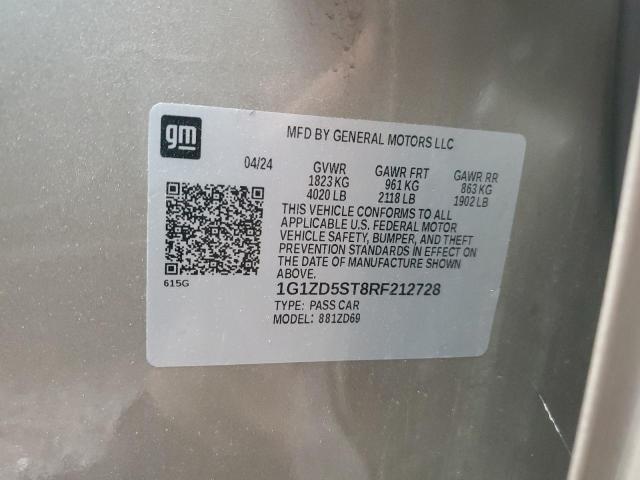 gm
MFD BY GENERAL MOTORS LLC
04/24 GVWR GAWR FRT GAWR RR
1823 KG 961 KG 863 KG
4020 LB 2118 LB 1902 LB
THIS VEHICLE CONFORMS TO ALL
APPLICABLE U.S. FEDERAL MOTOR
VEHICLE SAFETY, BUMPER, AND THEFT
PREVENTION STANDARDS IN EFFECT ON
THE DATE OF MANUFACTURE SHOWN
ABOVE.
615G
1G1ZD5ST8RF212728
TYPE: PASS CAR
MODEL: 881ZD69